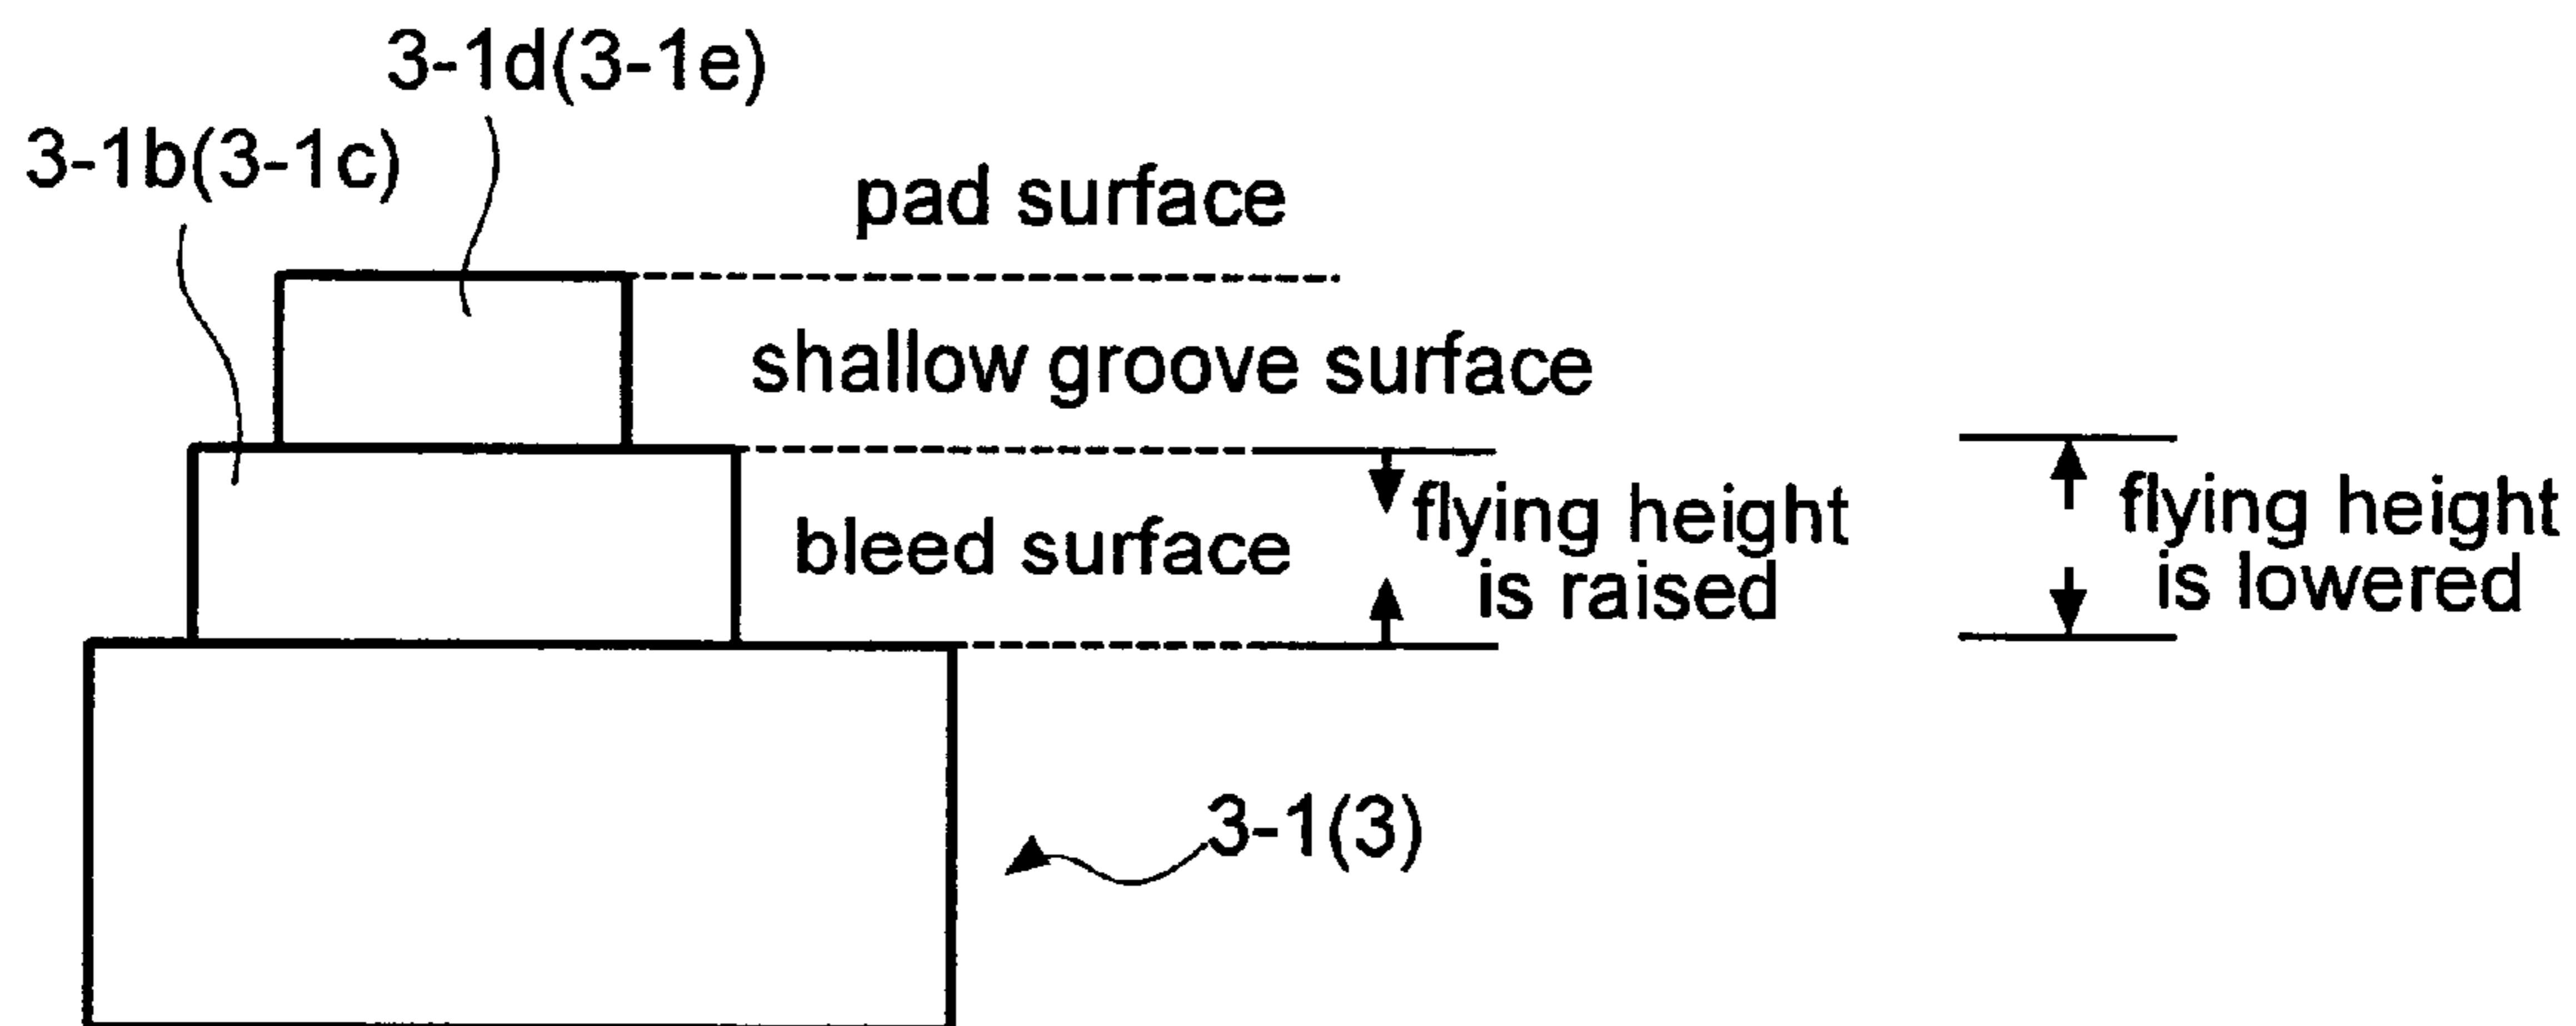 3-1d(3-1e)
3-1b(3-1c)
pad surface
shallow groove surface
bleed surface
flying height
is raised
flying height
is lowered
3-1(3)